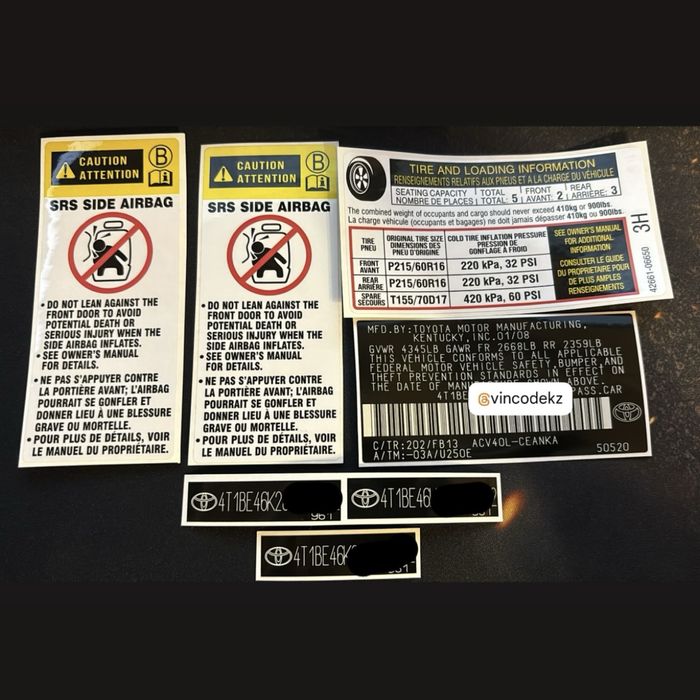 CAUTION
ATTENTION
B
SRS SIDE AIRBAG
• DO NOT LEAN AGAINST THE
FRONT DOOR TO AVOID
POTENTIAL DEATH OR
SERIOUS INJURY WHEN THE
SIDE AIRBAG INFLATES.
• SEE OWNER'S MANUAL
FOR DETAILS.
• NE PAS S'APPUYER CONTRE
LA PORTIÈRE AVANT; L'AIRBAG
POURRAIT SE GONFLER ET
DONNER LIEU À UNE BLESSURE
GRAVE OU MORTELLE.
• POUR PLUS DE DÉTAILS, VOIR
LE MANUEL DU PROPRIÉTAIRE.
CAUTION
ATTENTION
B
SRS SIDE AIRBAG
• DO NOT LEAN AGAINST THE
FRONT DOOR TO AVOID
POTENTIAL DEATH OR
SERIOUS INJURY WHEN THE
SIDE AIRBAG INFLATES.
• SEE OWNER'S MANUAL
FOR DETAILS.
• NE PAS S'APPUYER CONTRE
LA PORTIÈRE AVANT; L'AIRBAG
POURRAIT SE GONFLER ET
DONNER LIEU À UNE BLESSURE
GRAVE OU MORTELLE.
• POUR PLUS DE DÉTAILS, VOIR
LE MANUEL DU PROPRIÉTAIRE.
TIRE AND LOADING INFORMATION
RENSEIGNEMENTS RELATIFS AUX PNEUS ET A LA CHARGE DU VÉHICULE
SEATING CAPACITY TOTAL FRONT REAR
NOMBRE DE PLACES TOTAL: 5 AVANT: 2 ARRIÈRE: 3
The combined weight of occupants and cargo should never exceed 410kg or 900lbs.
La charge véhicule (occupants et bagages) ne doit jamais dépasser 410kg ou 900lbs.
TIRE PNEU
ORIGINAL TIRE SIZE DIMENSIONS DES PNEU D'ORIGINE
COLD TIRE INFLATION PRESSURE PRESSION DE GONFLAGE À FROID
FRONT AVANT P215/60R16 220 kPa, 32 PSI
REAR ARRIÈRE P215/60R16 220 kPa, 32 PSI
SPARE SECOURS T155/70D17 420 kPa, 60 PSI
SEE OWNER'S MANUAL
FOR ADDITIONAL
INFORMATION
CONSULTER LE GUIDE
DU PROPRIETAIRE POUR
DE PLUS AMPLES
RENSEIGNEMENTS
3H
42661-06650
MFD.BY:TOYOTA MOTOR MANUFACTURING,
KENTUCKY,INC.01/08
GVWR 4345LB GAWR FR 2668LB RR 2359LB
THIS VEHICLE CONFORMS TO ALL APPLICABLE
FEDERAL MOTOR VEHICLE SAFETY,BUMPER,AND
THEFT PREVENTION STANDARDS IN EFFECT ON
THE DATE OF SHOWN ABOVE.
4T1BE PASS.CAR
@vincodekz
C/TR:202/FB13 ACV40L-CEANKA
A/TM:-03A/U250E 50520
4T1BE46K2
961
4T1BE46
4T1BE46K